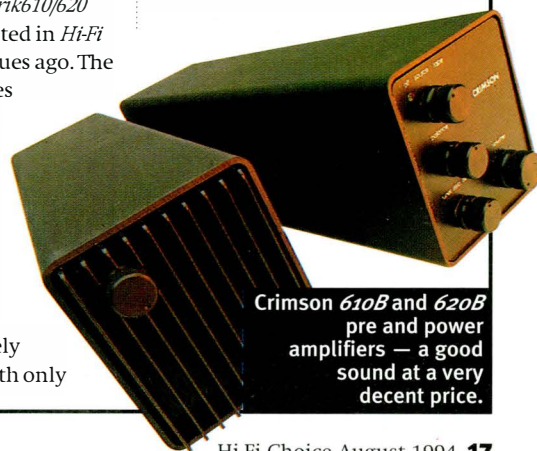 rik610/620
ted in Hi-Fi
ues ago. The
es
ely
th only
CRIMSON
Crimson 610B and 620B
pre and power
amplifiers — a good
sound at a very
decent price.
Hi-Fi Choice August 1994 17